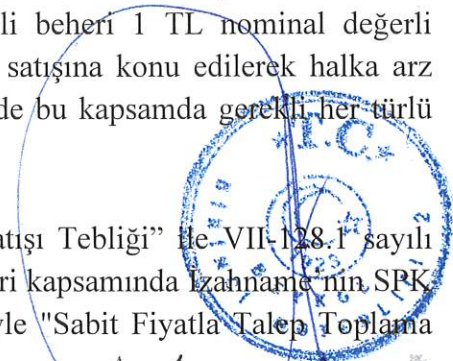 li beheri 1 TL nominal değerli
satışına konu edilerek halka arz
de bu kapsamda gerekli her türlü
T.C.
atışı Tebliği” ile VII-128.1 sayılı
ri kapsamında İzahname'nin SPK
yle "Sabit Fiyatla Talep Toplama